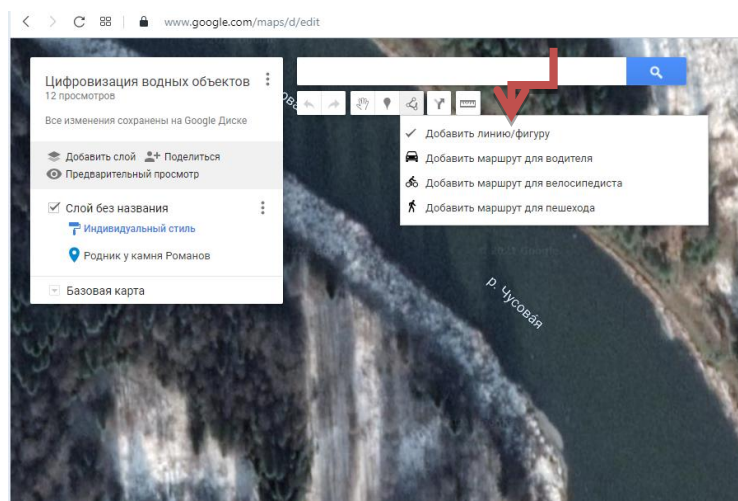 www.google.com/maps/d/edit
Цифровизация водных объектов
12 просмотров
Все изменения сохранены на Google Диске
Добавить слой Поделиться
Предварительный просмотр
Слой без названия
Индивидуальный стиль
Родник у камня Романов
Базовая карта
Добавить линию/фигуру
Добавить маршрут для водителя
Добавить маршрут для велосипедиста
Добавить маршрут для пешехода
р. Чусовая